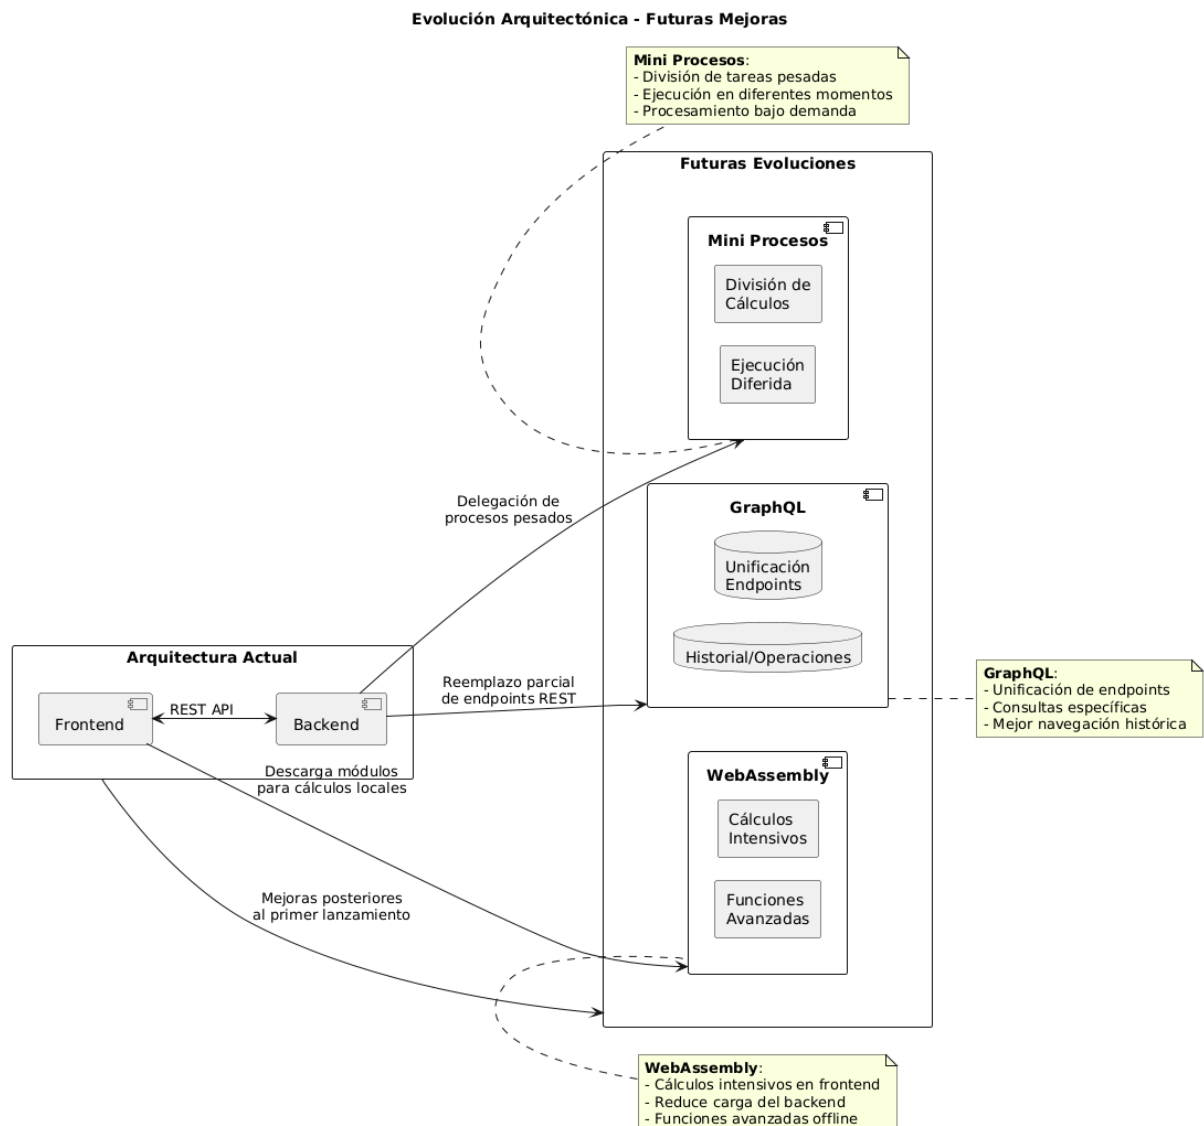 Evolución Arquitectónica - Futuras Mejoras
Mini Procesos:
- División de tareas pesadas
- Ejecución en diferentes momentos
- Procesamiento bajo demanda
Futuras Evoluciones
Mini Procesos
División de
Cálculos
Ejecución
Diferida
Delegación de
procesos pesados
GraphQL
Unificación
Endpoints
Historial/Operaciones
Arquitectura Actual
Frontend
REST API
Backend
Reemplazo parcial
de endpoints REST
GraphQL:
- Unificación de endpoints
- Consultas específicas
- Mejor navegación histórica
Descarga módulos
para cálculos locales
WebAssembly
Cálculos
Intensivos
Funciones
Avanzadas
Mejoras posteriores
al primer lanzamiento
WebAssembly:
- Cálculos intensivos en frontend
- Reduce carga del backend
- Funciones avanzadas offline